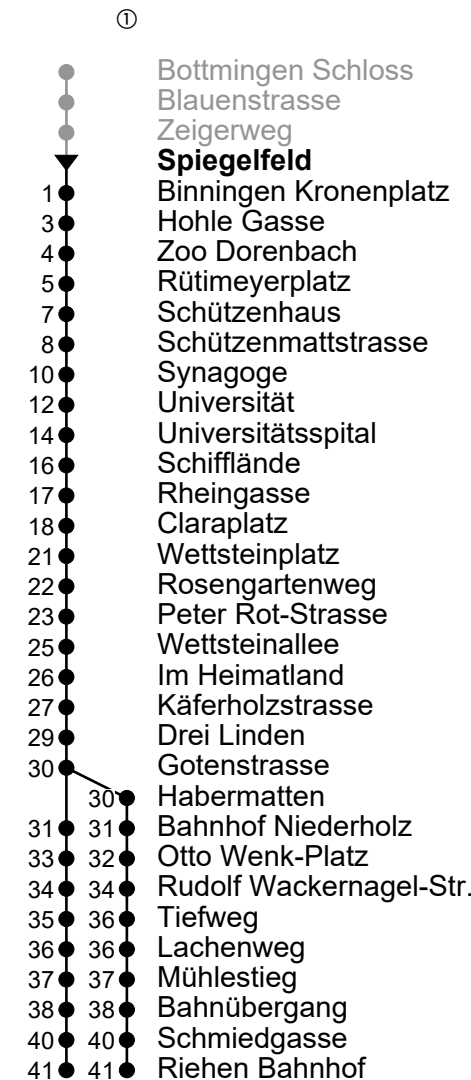 ①
Bottmingen Schloss
Blauenstrasse
Zeigerweg
Spiegelfeld
1 Binningen Kronenplatz
3 Hohle Gasse
4 Zoo Dorenbach
5 Rütimeyerplatz
7 Schützenhaus
8 Schützenmattstrasse
10 Synagoge
12 Universität
14 Universitätsspital
16 Schifflände
17 Rheingasse
18 Claraplatz
21 Wettsteinplatz
22 Rosengartenweg
23 Peter Rot-Strasse
25 Wettsteinallee
26 Im Heimatland
27 Käferholzstrasse
29 Drei Linden
30 Gotenstrasse
30 Habermatten
31 31 Bahnhof Niederholz
33 32 Otto Wenk-Platz
34 34 Rudolf Wackernagel-Str.
35 36 Tiefweg
36 36 Lachenweg
37 37 Mühlestieg
38 38 Bahnübergang
40 40 Schmiedgasse
41 41 Riehen Bahnhof